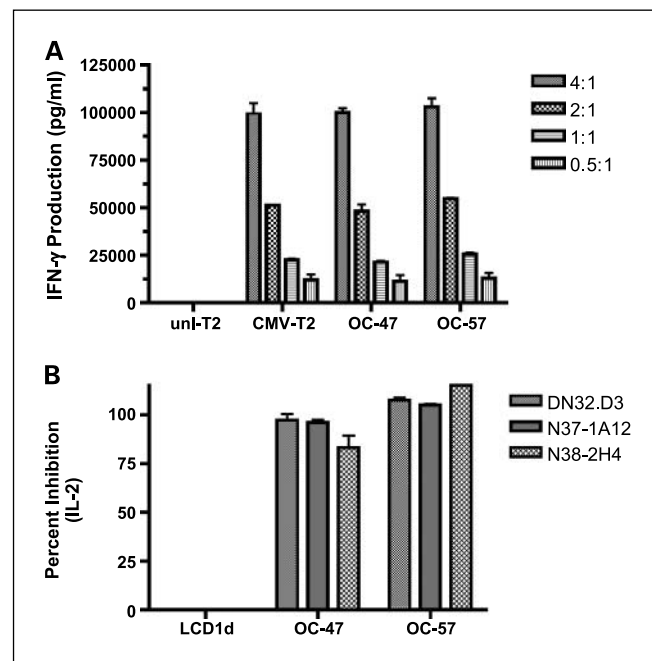 A
IFN-γ Production (pg/ml)
125000
100000
75000
50000
25000
0
unl-T2
CMV-T2
OC-47
OC-57
4:1
2:1
1:1
0.5:1
B
Percent Inhibition
(IL-2)
100
75
50
25
0
LCD1d
OC-47
OC-57
DN32.D3
N37-1A12
N38-2H4